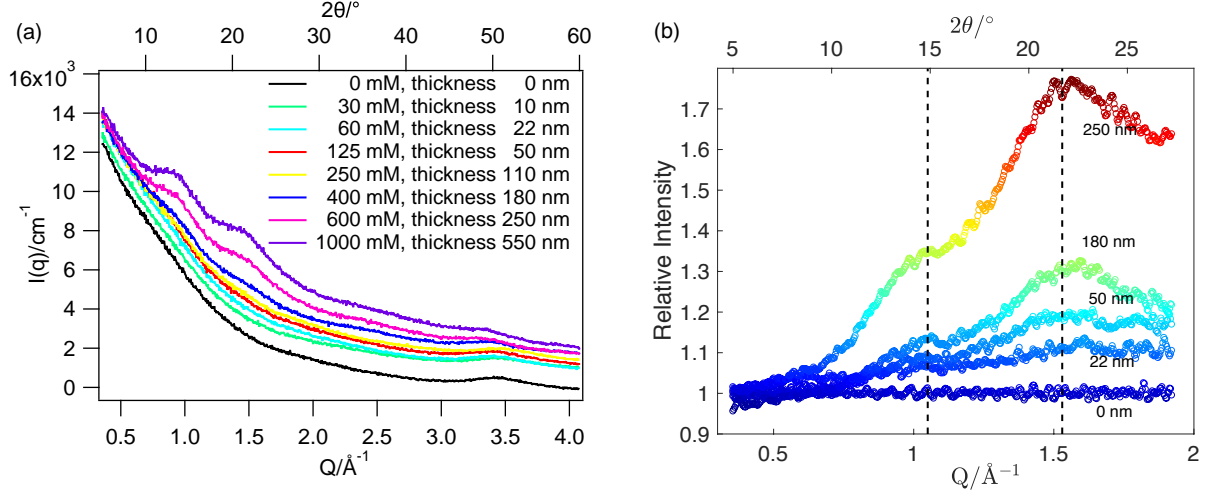 (a)
2θ/°
10 20 30 40 50 60
16x10³
14
12
10
8
6
4
2
0
I(q)/cm⁻¹
0 mM, thickness 0 nm
30 mM, thickness 10 nm
60 mM, thickness 22 nm
125 mM, thickness 50 nm
250 mM, thickness 110 nm
400 mM, thickness 180 nm
600 mM, thickness 250 nm
1000 mM, thickness 550 nm
0.5 1.0 1.5 2.0 2.5 3.0 3.5 4.0
Q/Å⁻¹
(b)
2θ/°
5 10 15 20 25
1.7
1.6
1.5
1.4
1.3
1.2
1.1
1
0.9
Relative Intensity
250 nm
180 nm
50 nm
22 nm
0 nm
0.5 1 1.5 2
Q/Å⁻¹